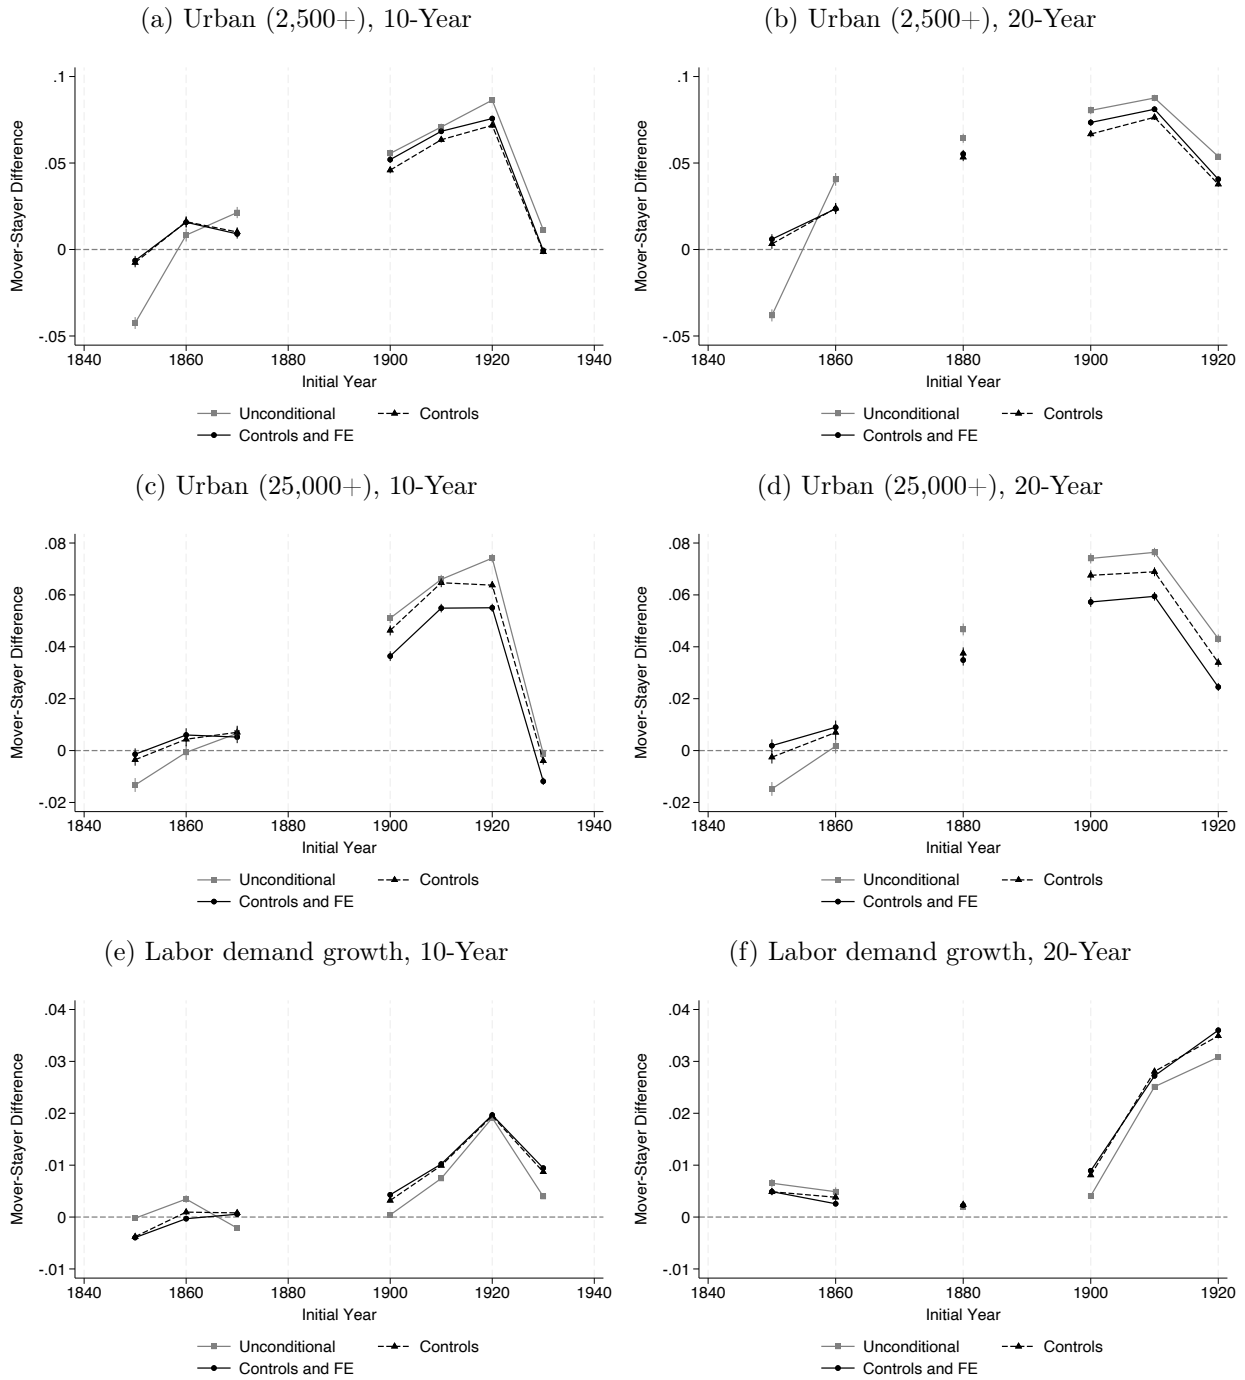 (a) Urban (2,500+), 10-Year
.1
.05
0
-.05
Mover-Stayer Difference
1840 1860 1880 1900 1920 1940
Initial Year
Unconditional Controls
Controls and FE
(b) Urban (2,500+), 20-Year
.1
.05
0
-.05
Mover-Stayer Difference
1840 1860 1880 1900 1920
Initial Year
Unconditional Controls
Controls and FE
(c) Urban (25,000+), 10-Year
.08
.06
.04
.02
0
-.02
Mover-Stayer Difference
1840 1860 1880 1900 1920 1940
Initial Year
Unconditional Controls
Controls and FE
(d) Urban (25,000+), 20-Year
.08
.06
.04
.02
0
-.02
Mover-Stayer Difference
1840 1860 1880 1900 1920
Initial Year
Unconditional Controls
Controls and FE
(e) Labor demand growth, 10-Year
.04
.03
.02
.01
0
-.01
Mover-Stayer Difference
1840 1860 1880 1900 1920 1940
Initial Year
Unconditional Controls
Controls and FE
(f) Labor demand growth, 20-Year
.04
.03
.02
.01
0
-.01
Mover-Stayer Difference
1840 1860 1880 1900 1920
Initial Year
Unconditional Controls
Controls and FE